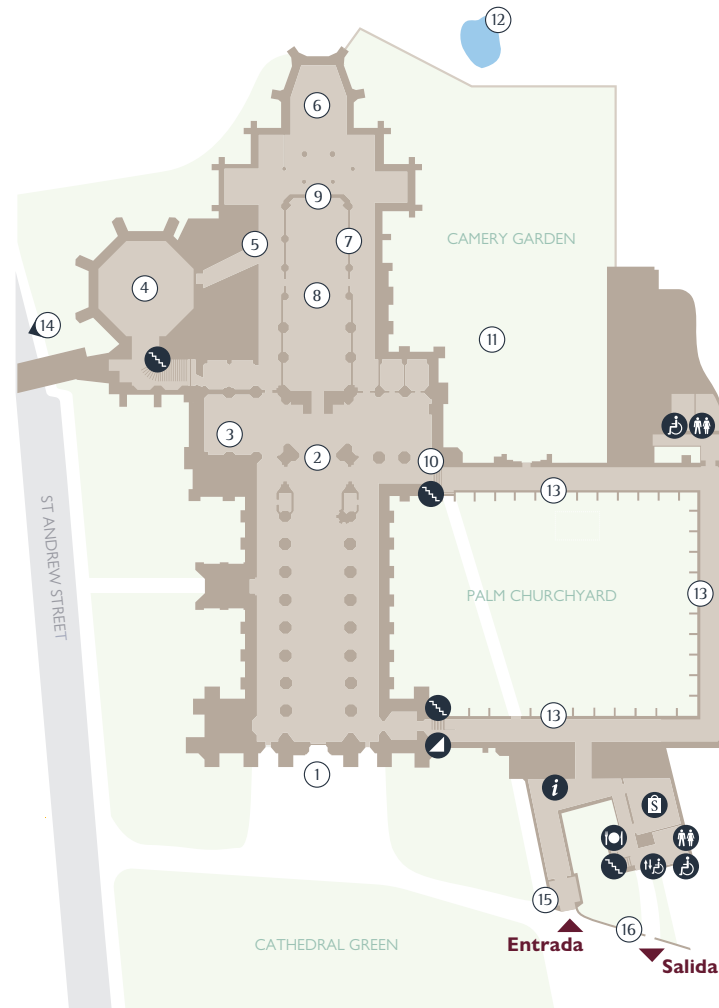 12
6
9
5
7
CAMERY GARDEN
4
8
14
11
3
2
10
13
ST ANDREW STREET
PALM CHURCHYARD
13
13
1
i
S
15
16
Entrada
CATHEDRAL GREEN
Salida